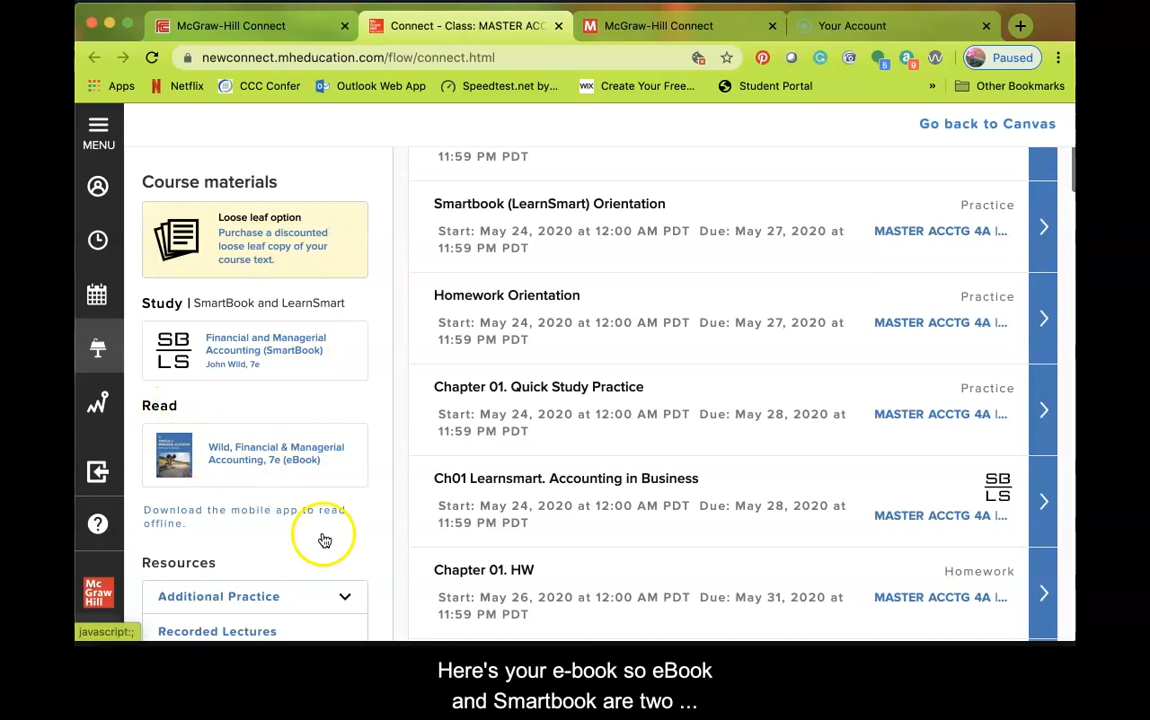 McGraw-Hill Connect
Connect - Class: MASTER ACC
McGraw-Hill Connect
Your Account
newconnect.mheducation.com/flow/connect.html
5
9
Paused
Apps
Netflix
CCC Confer
Outlook Web App
Speedtest.net by...
WIX
Create Your Free...
Student Portal
»
Other Bookmarks
MENU
Go back to Canvas
Course materials
Loose leaf option
Purchase a discounted
loose leaf copy of your
course text.
Study | SmartBook and LearnSmart
SB
LS
Financial and Managerial
Accounting (SmartBook)
John Wild, 7e
Read
Wild, Financial & Managerial
Accounting, 7e (eBook)
Download the mobile app to read
offline.
Resources
Additional Practice
Recorded Lectures
Mc
Graw
Hill
javascript:;
11:59 PM PDT
Smartbook (LearnSmart) Orientation
Practice
Start: May 24, 2020 at 12:00 AM PDT Due: May 27, 2020 at
11:59 PM PDT
MASTER ACCTG 4A |...
Homework Orientation
Practice
Start: May 24, 2020 at 12:00 AM PDT Due: May 27, 2020 at
11:59 PM PDT
MASTER ACCTG 4A |...
Chapter 01. Quick Study Practice
Practice
Start: May 24, 2020 at 12:00 AM PDT Due: May 28, 2020 at
11:59 PM PDT
MASTER ACCTG 4A |...
Ch01 Learnsmart. Accounting in Business
SB
LS
Start: May 24, 2020 at 12:00 AM PDT Due: May 28, 2020 at
11:59 PM PDT
MASTER ACCTG 4A |...
Chapter 01. HW
Homework
Start: May 26, 2020 at 12:00 AM PDT Due: May 31, 2020 at
11:59 PM PDT
MASTER ACCTG 4A |...
Here's your e-book so eBook
and Smartbook are two ...